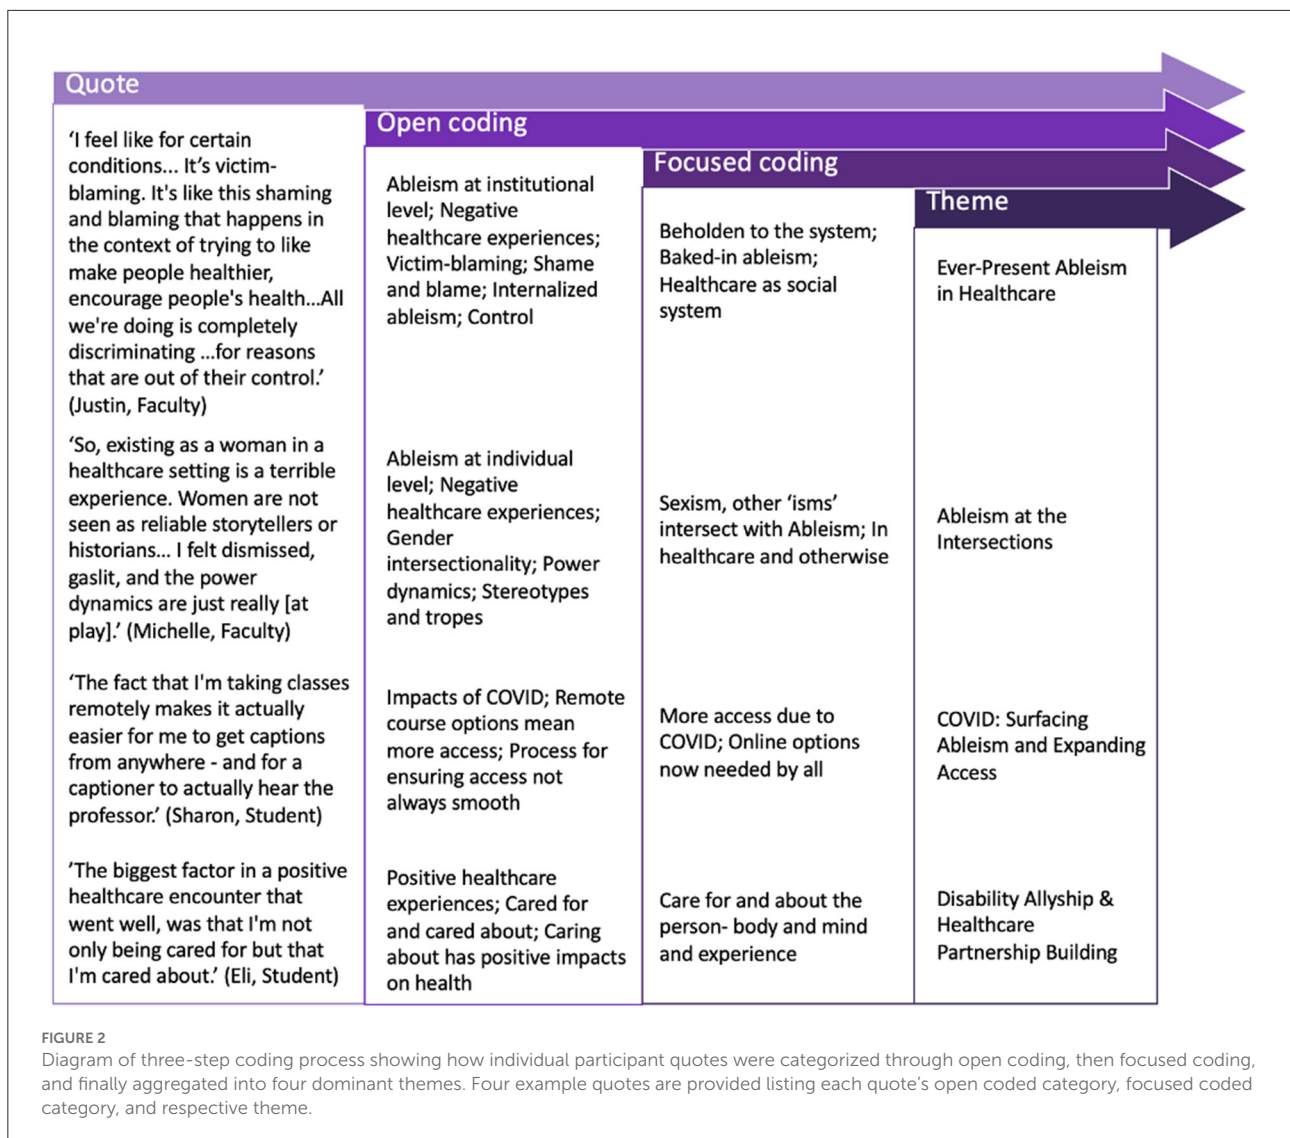 Quote
‘I feel like for certain
conditions... It’s victim-
blaming. It's like this shaming
and blaming that happens in
the context of trying to like
make people healthier,
encourage people's health...All
we're doing is completely
discriminating ...for reasons
that are out of their control.’
(Justin, Faculty)
‘So, existing as a woman in a
healthcare setting is a terrible
experience. Women are not
seen as reliable storytellers or
historians... I felt dismissed,
gaslit, and the power
dynamics are just really [at
play].’ (Michelle, Faculty)
‘The fact that I'm taking classes
remotely makes it actually
easier for me to get captions
from anywhere - and for a
captioner to actually hear the
professor.’ (Sharon, Student)
’The biggest factor in a positive
healthcare encounter that
went well, was that I'm not
only being cared for but that
I'm cared about.’ (Eli, Student)
Open coding
Ableism at institutional
level; Negative
healthcare experiences;
Victim-blaming; Shame
and blame; Internalized
ableism; Control
Ableism at individual
level; Negative
healthcare experiences;
Gender
intersectionality; Power
dynamics; Stereotypes
and tropes
Impacts of COVID; Remote
course options mean
more access; Process for
ensuring access not
always smooth
Positive healthcare
experiences; Cared for
and cared about; Caring
about has positive impacts
on health
Focused coding
Beholden to the system;
Baked-in ableism;
Healthcare as social
system
Sexism, other ‘isms’
intersect with Ableism; In
healthcare and otherwise
More access due to
COVID; Online options
now needed by all
Care for and about the
person- body and mind
and experience
Theme
Ever-Present Ableism
in Healthcare
Ableism at the
Intersections
COVID: Surfacing
Ableism and Expanding
Access
Disability Allyship &
Healthcare
Partnership Building
FIGURE 2
Diagram of three-step coding process showing how individual participant quotes were categorized through open coding, then focused coding,
and finally aggregated into four dominant themes. Four example quotes are provided listing each quote’s open coded category, focused coded
category, and respective theme.